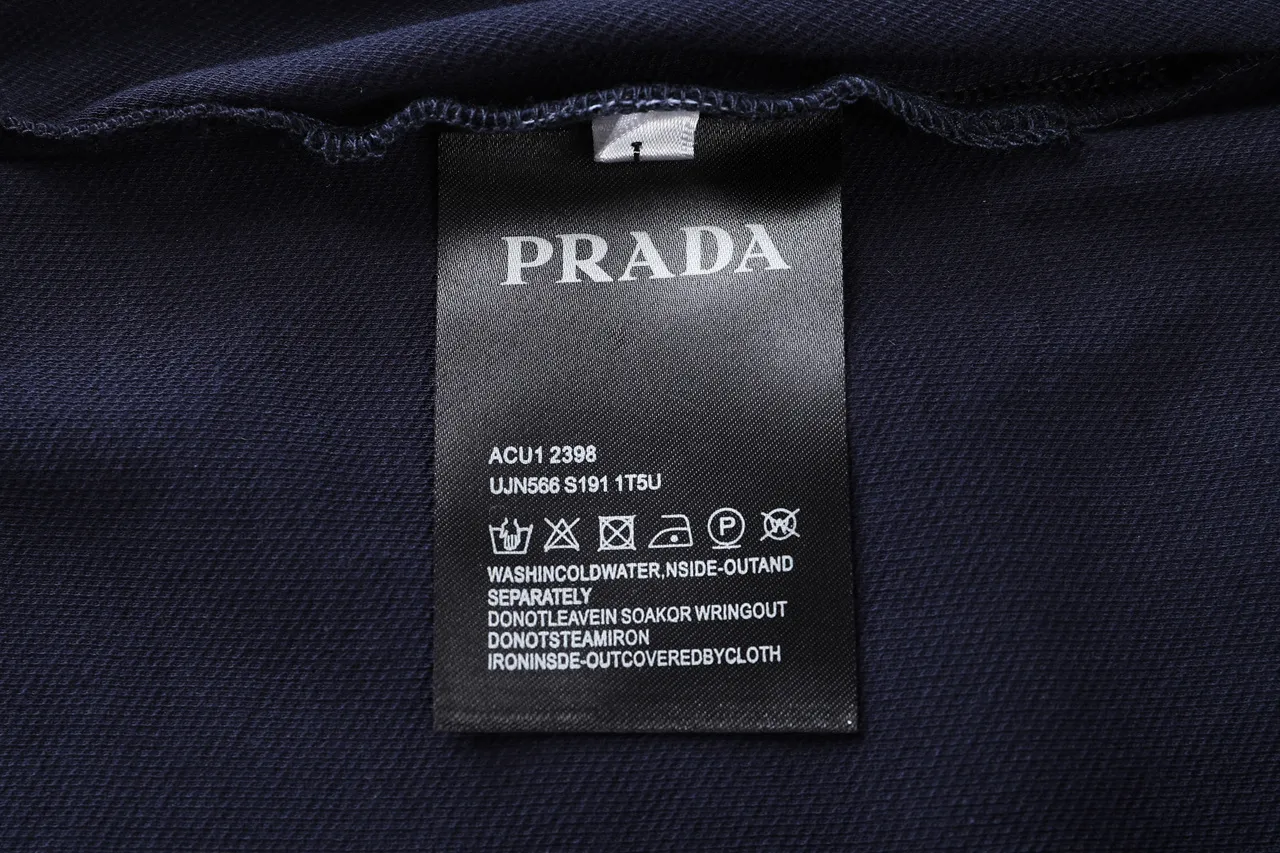 PRADA
ACU1 2398
UJN566 S191 1T5U
P
W
WASHINCOLDWATER,NSIDE-OUTAND
SEPARATELY
DONOTLEAVEIN SOAKOR WRINGOUT
DONOTSTEAMIRON
IRONINSDE-OUTCOVEREDBYCLOTH